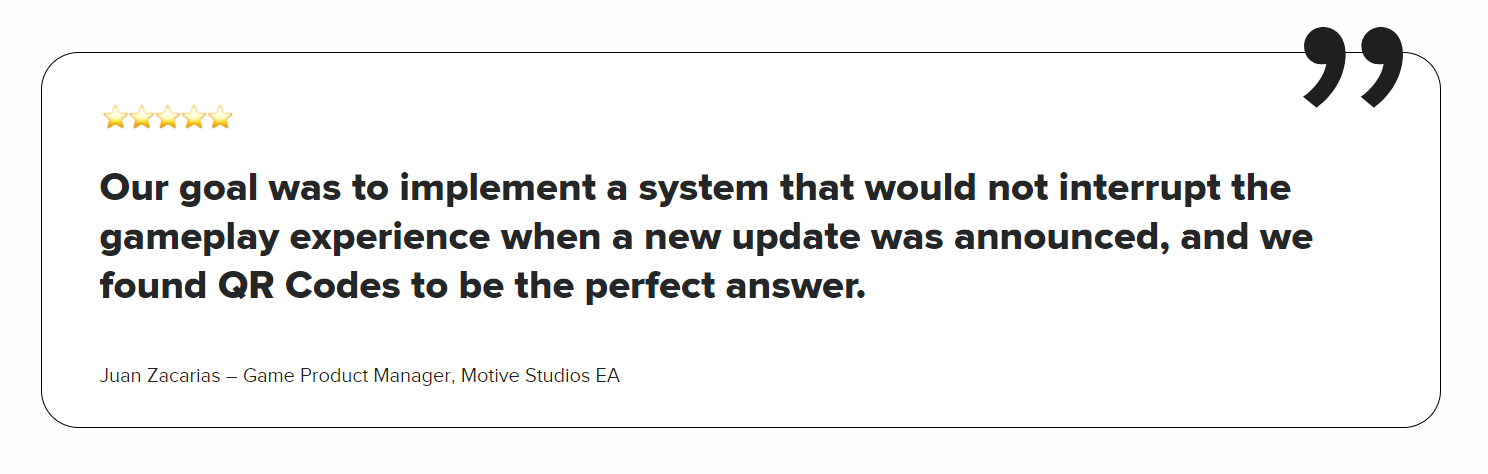 ”
⭐⭐⭐⭐⭐
Our goal was to implement a system that would not interrupt the
gameplay experience when a new update was announced, and we
found QR Codes to be the perfect answer.
Juan Zacarias – Game Product Manager, Motive Studios EA